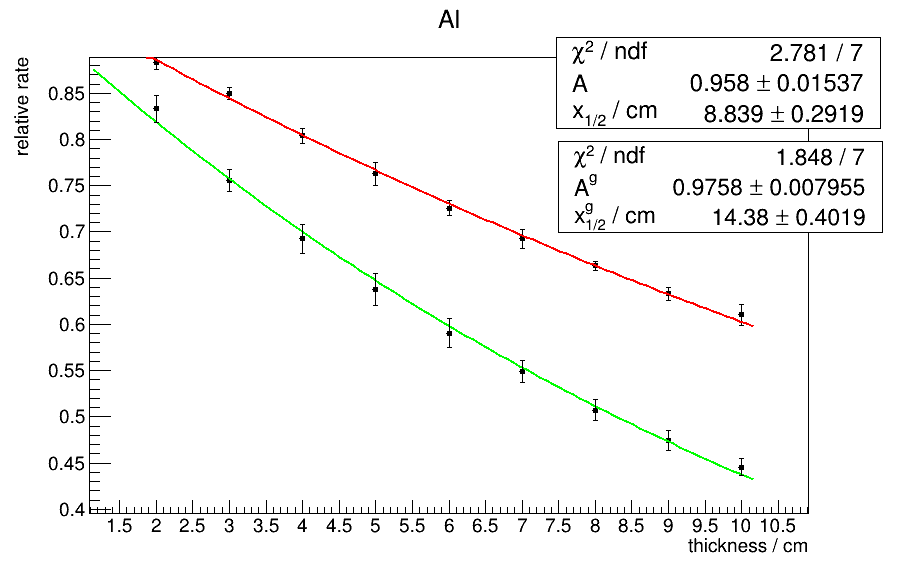 Al
relative rate
χ² / ndf 2.781 / 7
A 0.958 ± 0.01537
x₁/₂ / cm 8.839 ± 0.2919
χ² / ndf 1.848 / 7
Aᵍ 0.9758 ± 0.007955
xᵍ₁/₂ / cm 14.38 ± 0.4019
0.85
0.8
0.75
0.7
0.65
0.6
0.55
0.5
0.45
0.4
1.5 2 2.5 3 3.5 4 4.5 5 5.5 6 6.5 7 7.5 8 8.5 9 9.5 10 10.5
thickness / cm